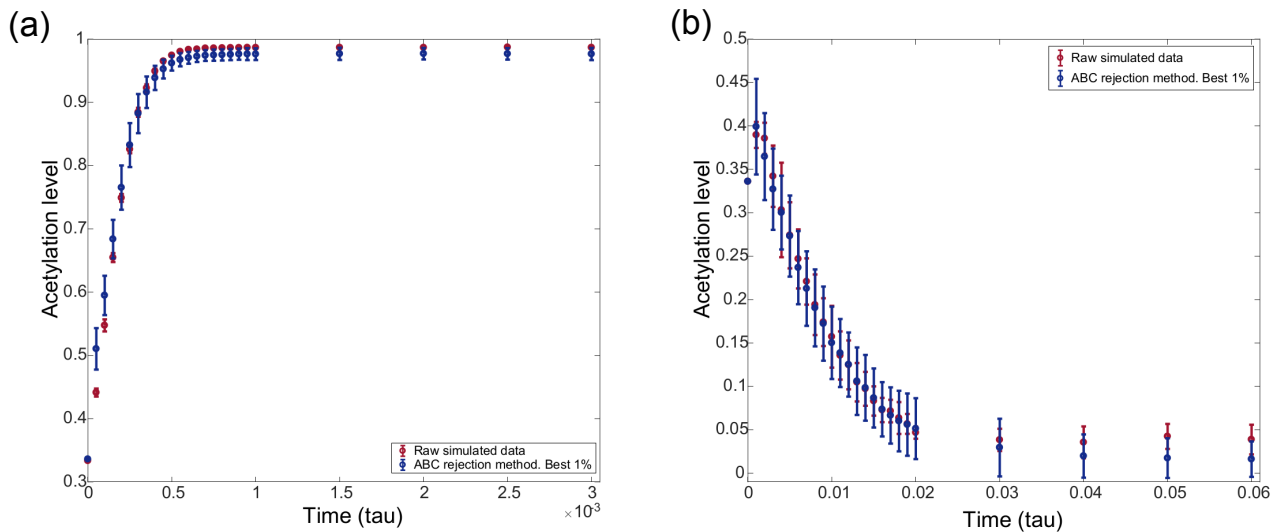 (a)
1
0.9
0.8
0.7
0.6
0.5
0.4
0.3
Acetylation level
Raw simulated data
ABC rejection method. Best 1%
0 0.5 1 1.5 2 2.5 3
× 10⁻³
Time (tau)
(b)
0.5
0.45
0.4
0.35
0.3
0.25
0.2
0.15
0.1
0.05
0
Acetylation level
Raw simulated data
ABC rejection method. Best 1%
0 0.01 0.02 0.03 0.04 0.05 0.06
Time (tau)